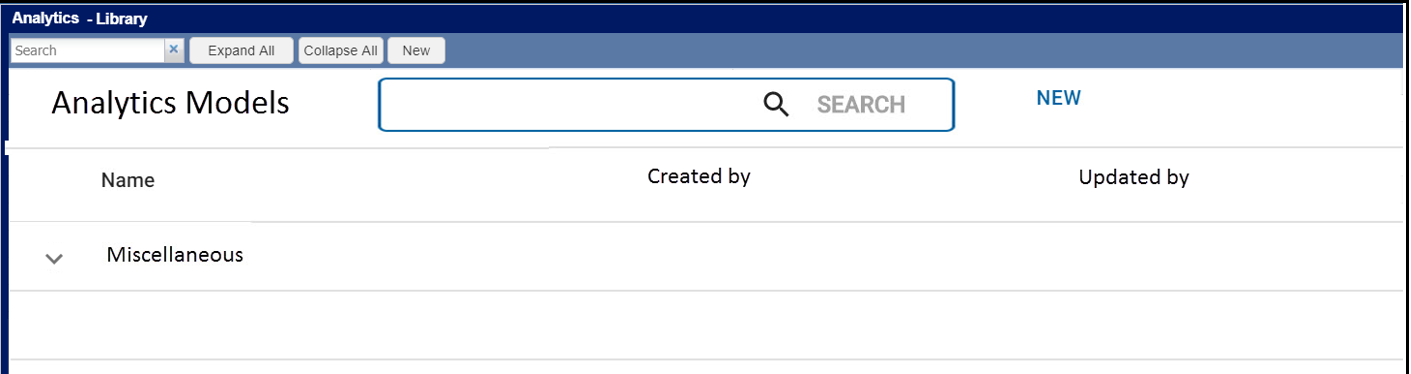 Analytics - Library
Search × Expand All Collapse All New
Analytics Models SEARCH NEW
Name Created by Updated by
Miscellaneous